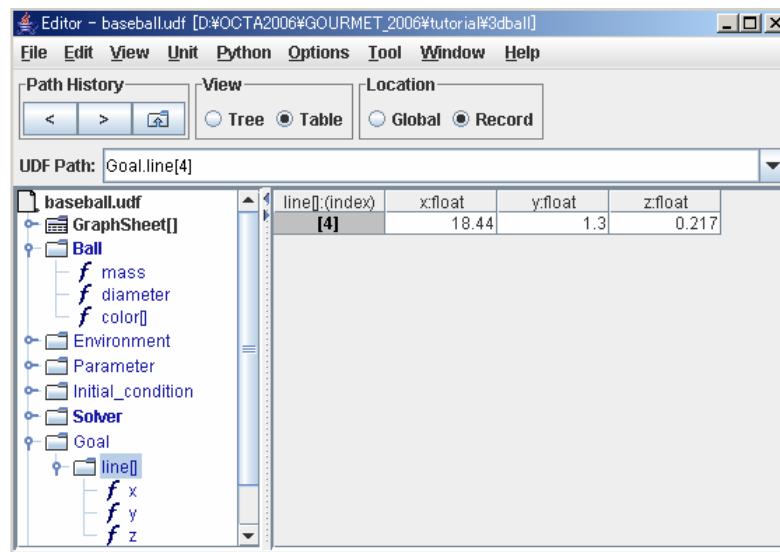 Editor - baseball.udf [D:¥OCTA2006¥GOURMET_2006¥tutorial¥3dball]
File Edit View Unit Python Options Tool Window Help
Path History View Location
< > Tree Table Global Record
UDF Path: Goal.line[4]
baseball.udf
GraphSheet[]
Ball
f mass
f diameter
f color[]
Environment
Parameter
Initial_condition
Solver
Goal
line[]
f x
f y
f z
line[]:(index) x:float y:float z:float
[4] 18.44 1.3 0.217